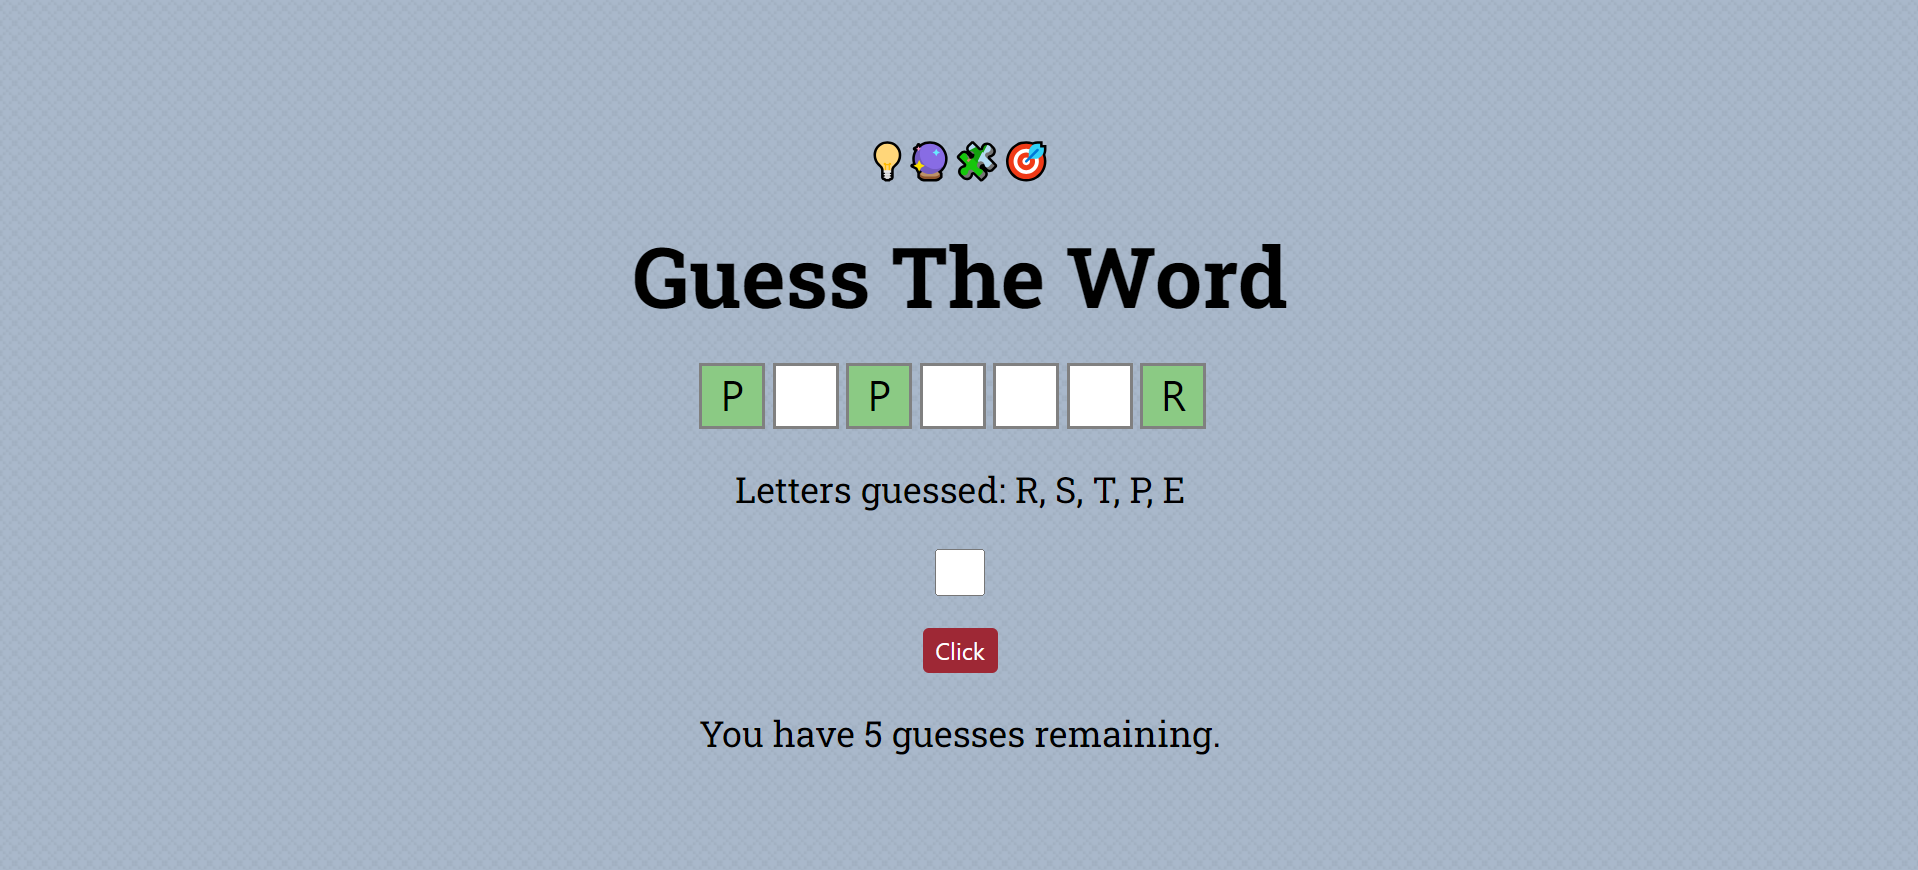 Guess The Word
P P R
Letters guessed: R, S, T, P, E
Click
You have 5 guesses remaining.